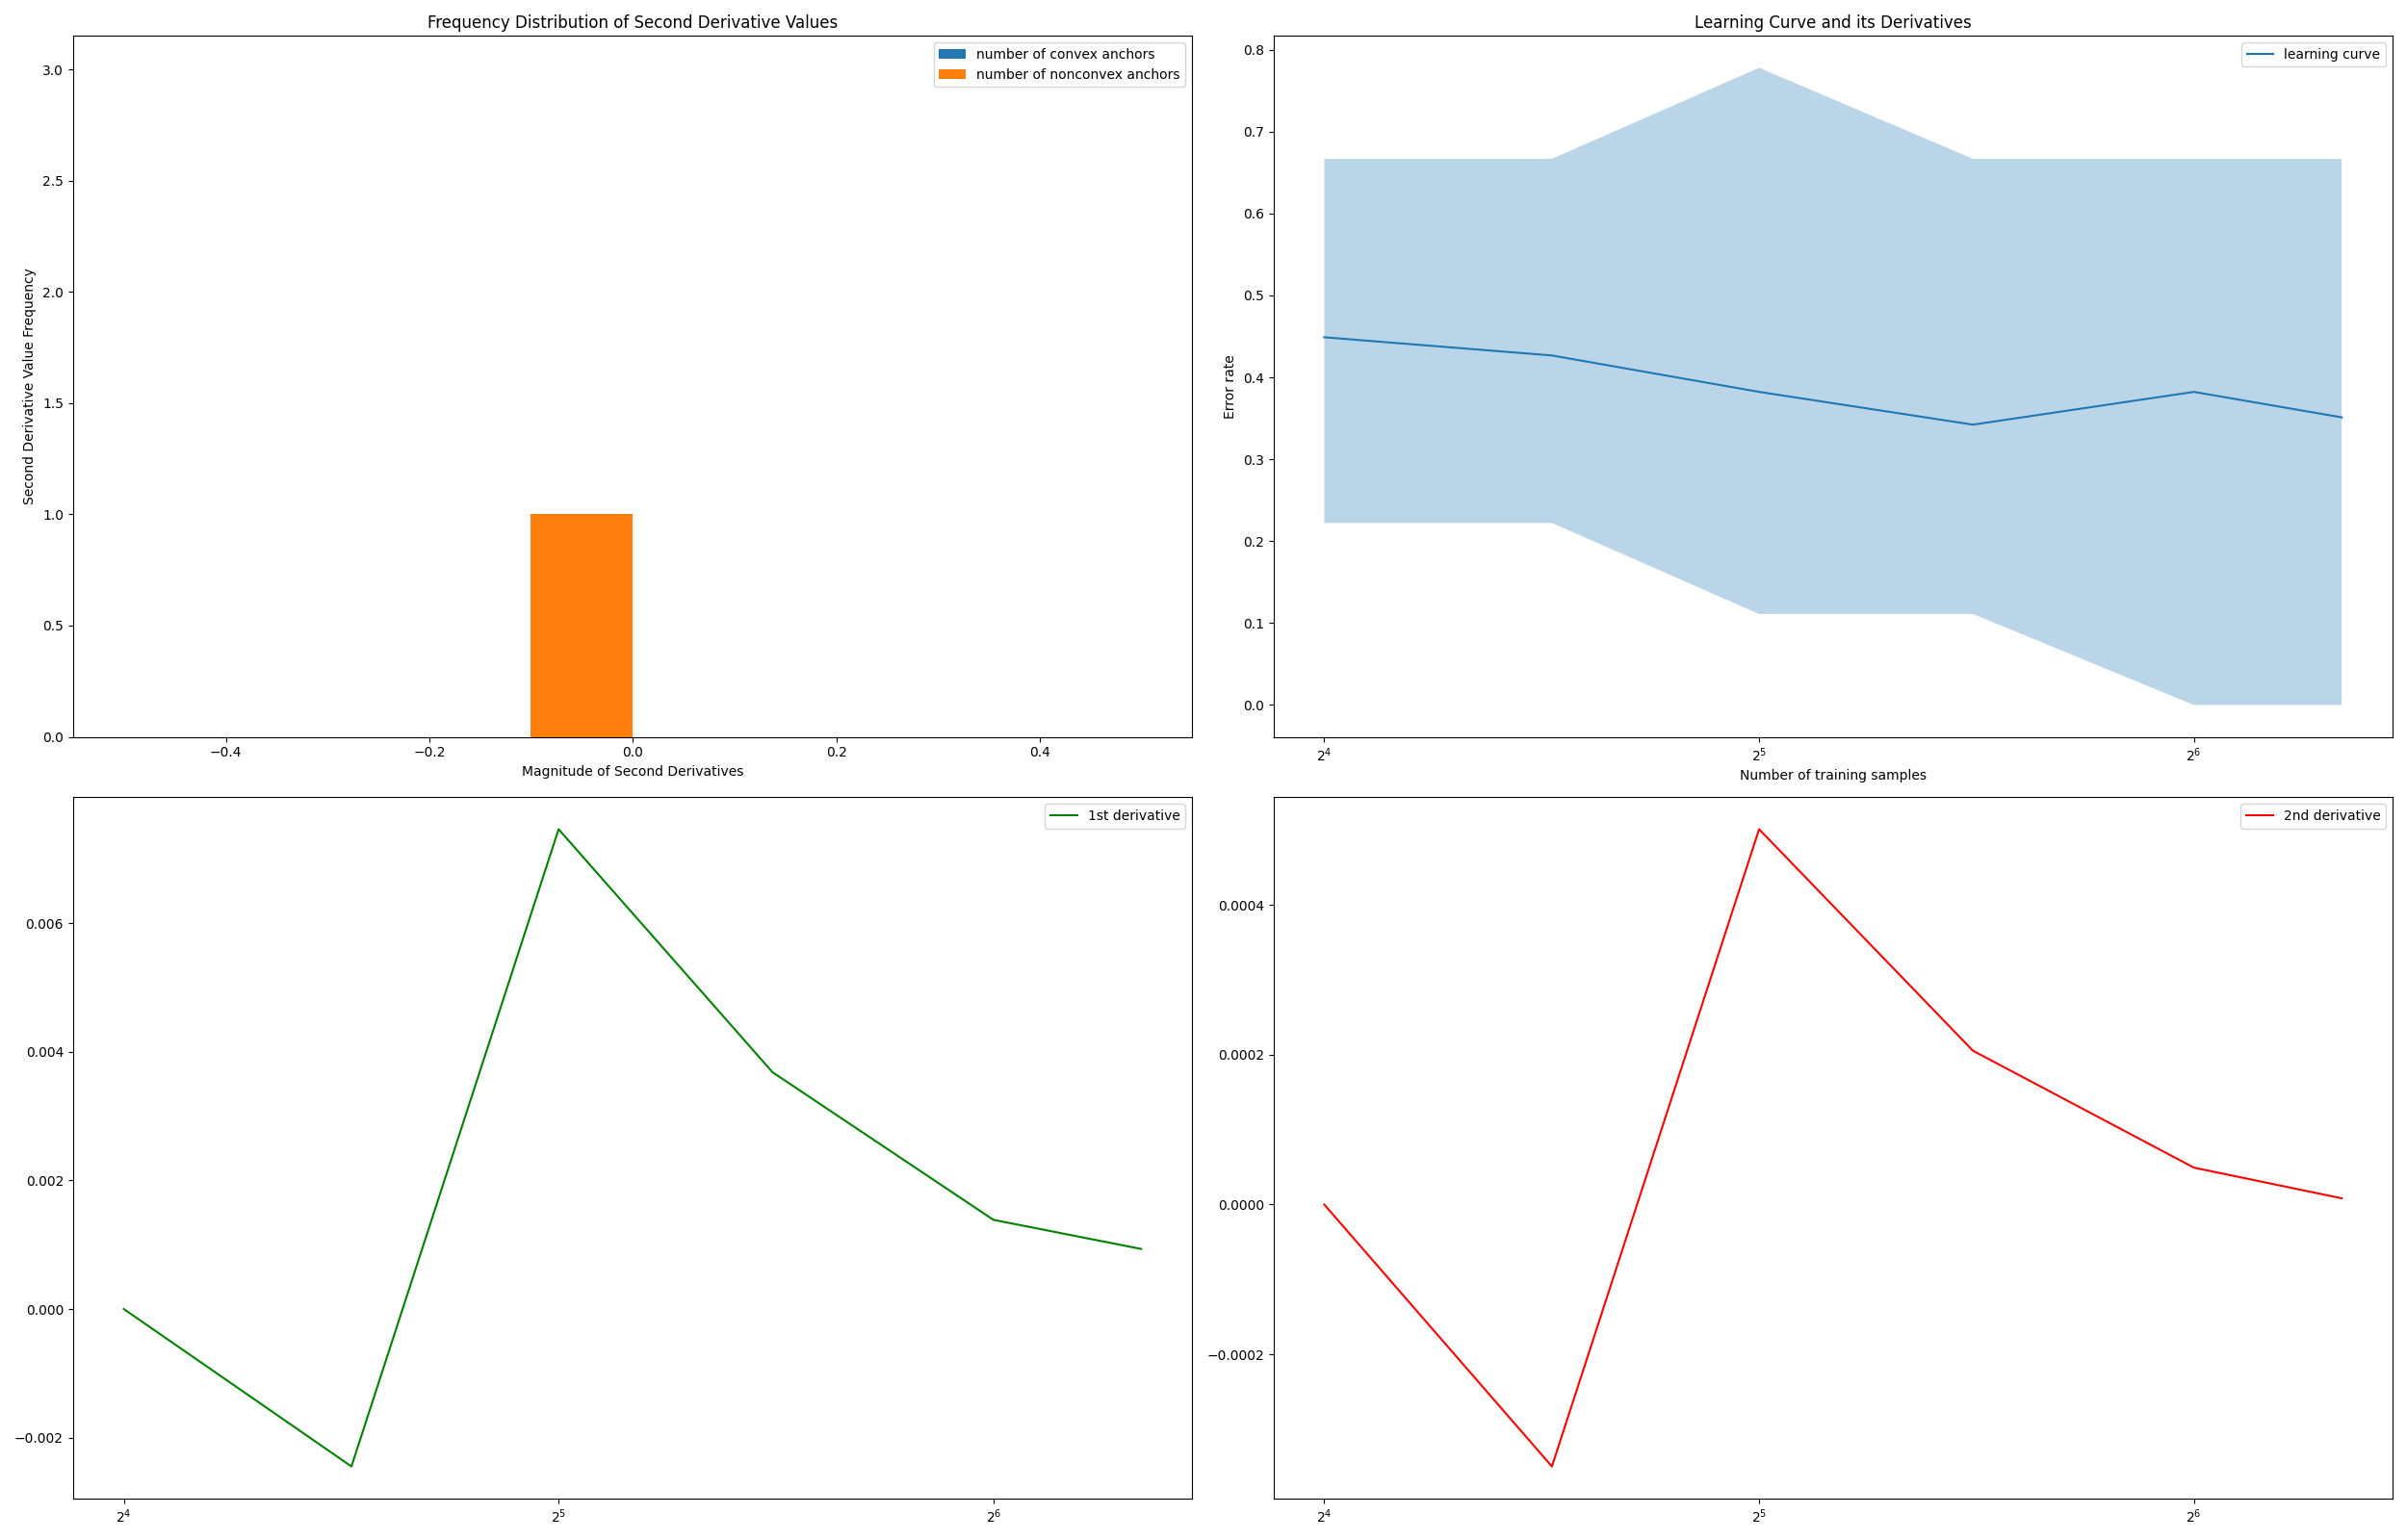 Frequency Distribution of Second Derivative Values
number of convex anchors
number of nonconvex anchors
3.0
2.5
2.0
1.5
1.0
0.5
0.0
Second Derivative Value Frequency
−0.4 −0.2 0.0 0.2 0.4
Magnitude of Second Derivatives
Learning Curve and its Derivatives
learning curve
0.8
0.7
0.6
0.5
0.4
0.3
0.2
0.1
0.0
Error rate
2⁴ 2⁵ 2⁶
Number of training samples
1st derivative
0.006
0.004
0.002
0.000
−0.002
2⁴ 2⁵ 2⁶
2nd derivative
0.0004
0.0002
0.0000
−0.0002
2⁴ 2⁵ 2⁶